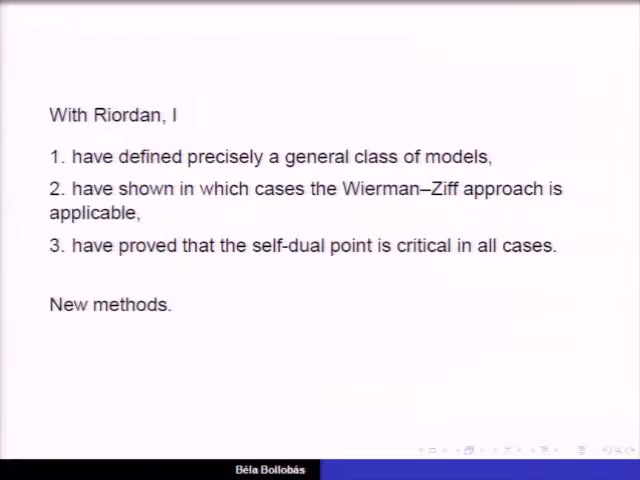 With Riordan, I
1. have defined precisely a general class of models,
2. have shown in which cases the Wierman–Ziff approach is
applicable,
3. have proved that the self-dual point is critical in all cases.
New methods.
Béla Bollobás